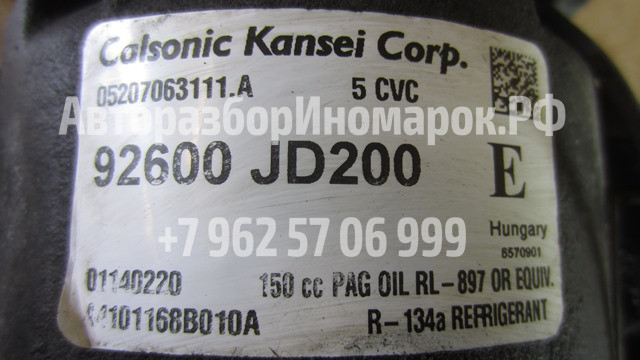 Calsonic Kansei Corp.
05207063111.A 5 CVC
АвторазборИномарок.РФ
92600 JD200 E
+7 962 57 06 999
Hungary
8570901
01140220 150 cc PAG OIL RL-897 OR EQUIV.
R-134a REFRIGERANT